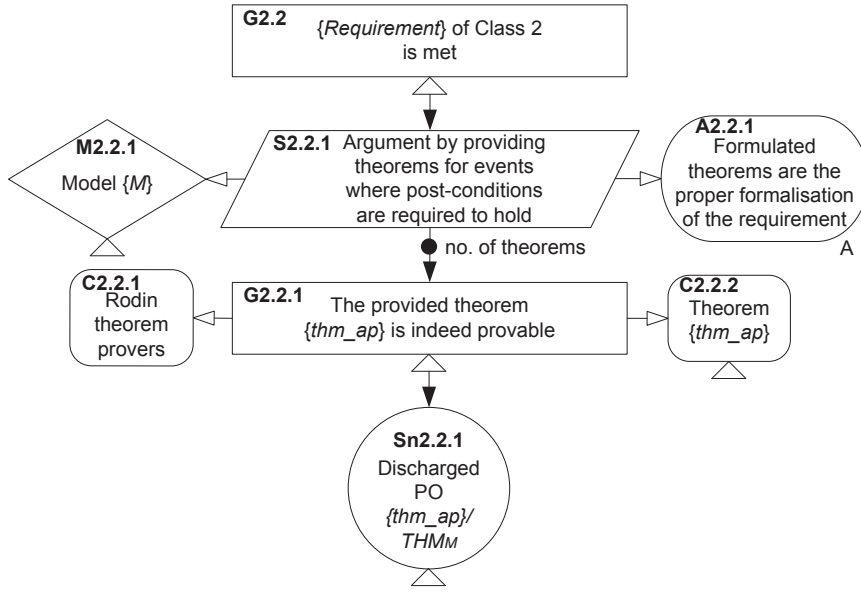 G2.2
{Requirement} of Class 2
is met
M2.2.1
Model {M}
S2.2.1 Argument by providing
theorems for events
where post-conditions
are required to hold
A2.2.1
Formulated
theorems are the
proper formalisation
of the requirement
A
no. of theorems
C2.2.1
Rodin
theorem
provers
G2.2.1
The provided theorem
{thm_ap} is indeed provable
C2.2.2
Theorem
{thm_ap}
Sn2.2.1
Discharged
PO
{thm_ap}/
THMM